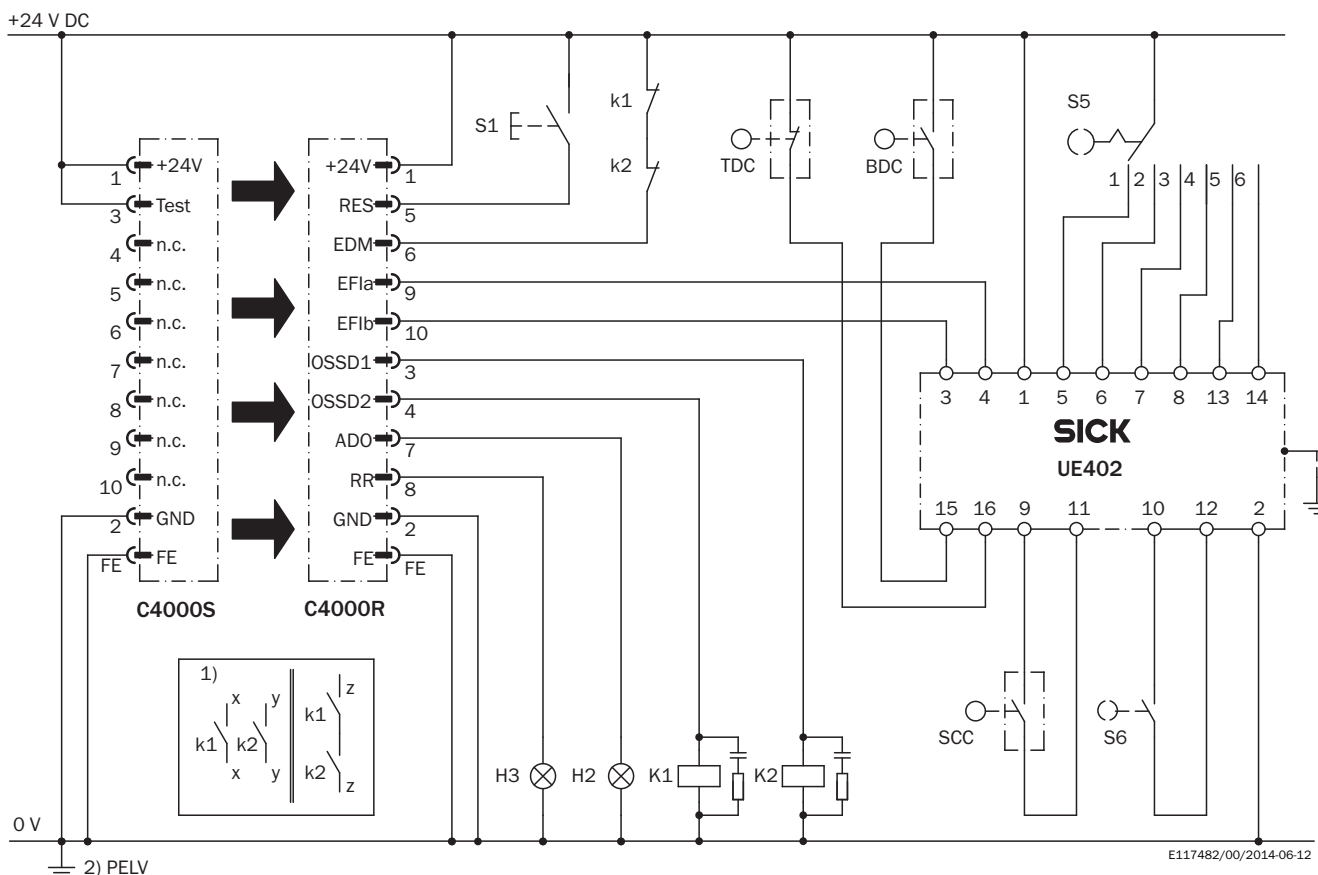 +24 V DC
S1
k1
k2
TDC
BDC
S5
1 2 3 4 5 6
1 +24V
3 Test
4 n.c.
5 n.c.
6 n.c.
7 n.c.
8 n.c.
9 n.c.
10 n.c.
2 GND
FE FE
C4000S
+24V 1
RES 5
EDM 6
EFIa 9
EFIb 10
OSSD1 3
OSSD2 4
ADO 7
RR 8
GND 2
FE FE
C4000R
3 4 1 5 6 7 8 13 14
SICK
UE402
15 16 9 11 10 12 2
SCC
S6
1)
x y z
k1 k2 k1
x y k2 z
H3
H2
K1
K2
0 V
2) PELV
E117482/00/2014-06-12